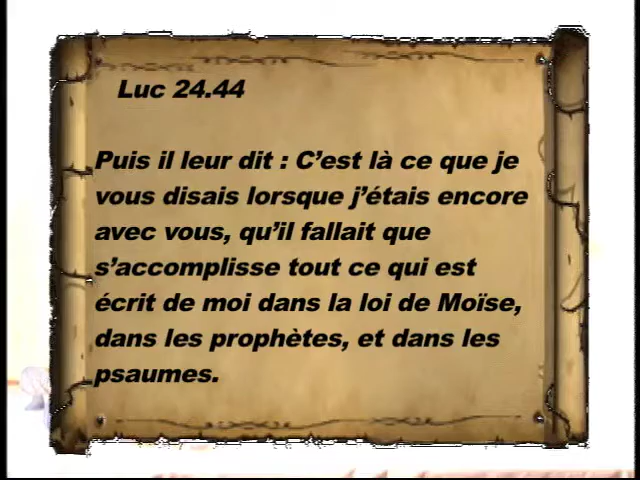 Luc 24.44
Puis il leur dit : C’est là ce que je
vous disais lorsque j’étais encore
avec vous, qu’il fallait que
s’accomplisse tout ce qui est
écrit de moi dans la loi de Moïse,
dans les prophètes, et dans les
psaumes.